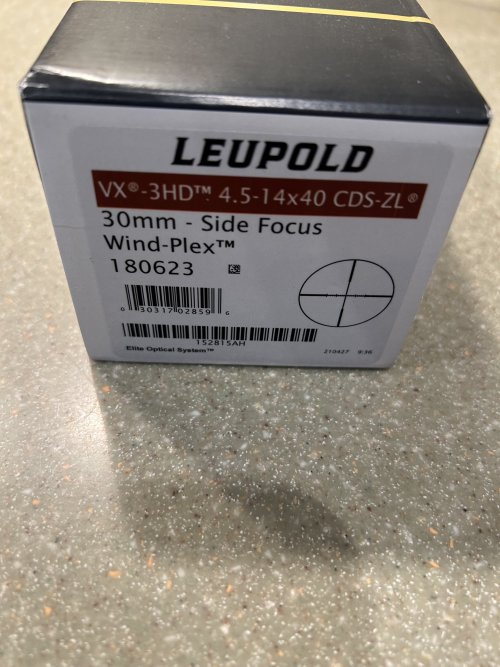 LEUPOLD
VX®-3HD™ 4.5-14x40 CDS-ZL®
30mm - Side Focus
Wind-Plex™
180623
0 30317 02859 6
152815AH
Elite Optical System™ 210427 9:36